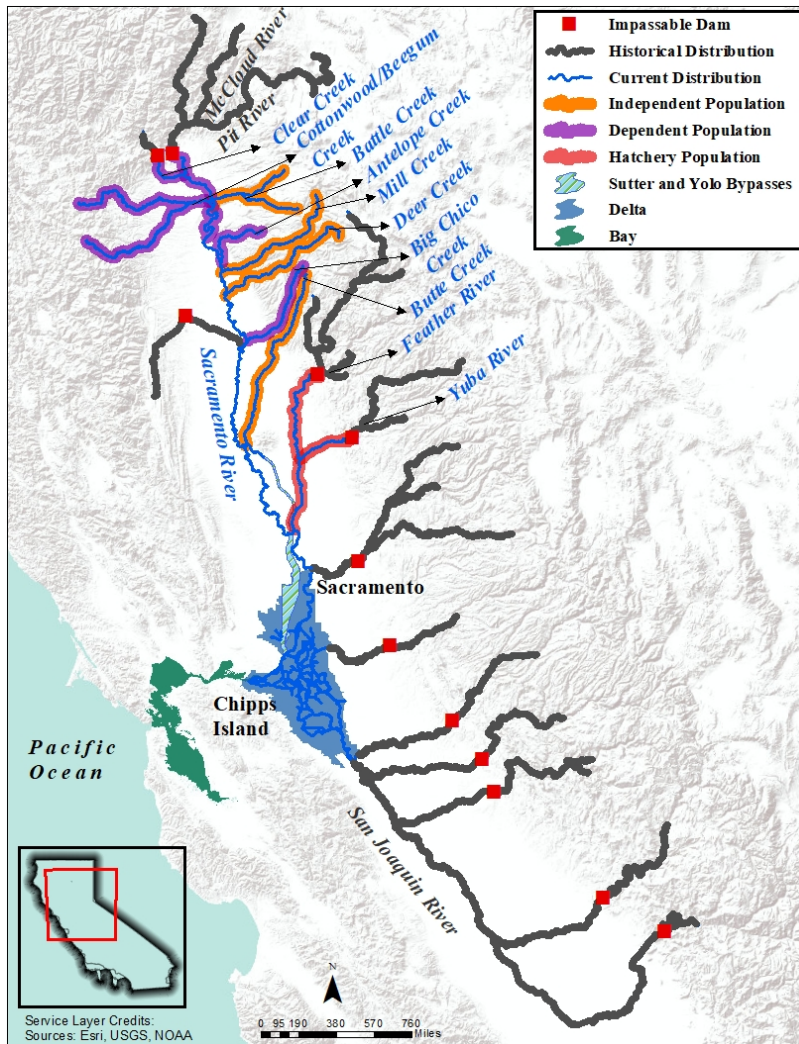 Impassable Dam
Historical Distribution
Current Distribution
Independent Population
Dependent Population
Hatchery Population
Sutter and Yolo Bypasses
Delta
Bay
McCloud River
Pit River
Clear Creek
Cottonwood/Beegum
Creek
Battle Creek
Antelope Creek
Mill Creek
Deer Creek
Big Chico
Creek
Butte Creek
Feather River
Yuba River
Sacramento River
Sacramento
Chipps
Island
Pacific
Ocean
San Joaquin River
N
0 95 190 380 570 760
Miles
Service Layer Credits:
Sources: Esri, USGS, NOAA